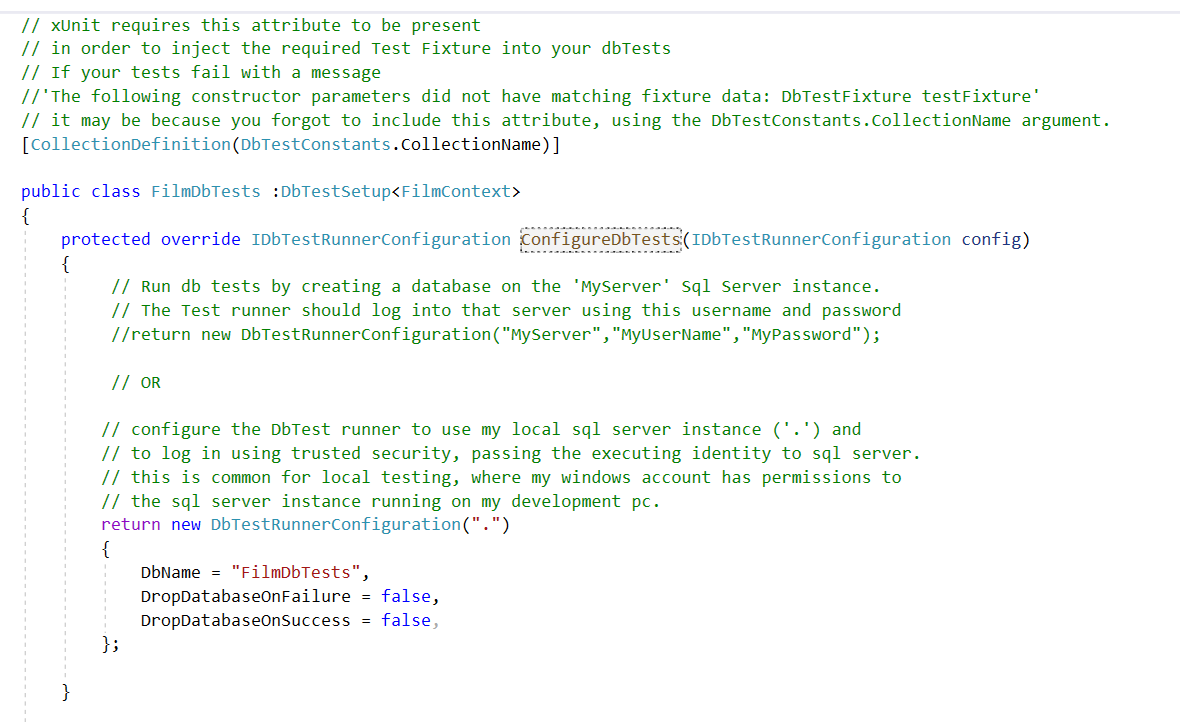 // xUnit requires this attribute to be present
// in order to inject the required Test Fixture into your dbTests
// If your tests fail with a message
//'The following constructor parameters did not have matching fixture data: DbTestFixture testFixture'
// it may be because you forgot to include this attribute, using the DbTestConstants.CollectionName argument.
[CollectionDefinition(DbTestConstants.CollectionName)]
public class FilmDbTests :DbTestSetup<FilmContext>
{
protected override IDbTestRunnerConfiguration ConfigureDbTests(IDbTestRunnerConfiguration config)
{
// Run db tests by creating a database on the 'MyServer' Sql Server instance.
// The Test runner should log into that server using this username and password
//return new DbTestRunnerConfiguration("MyServer","MyUserName","MyPassword");
// OR
// configure the DbTest runner to use my local sql server instance ('.') and
// to log in using trusted security, passing the executing identity to sql server.
// this is common for local testing, where my windows account has permissions to
// the sql server instance running on my development pc.
return new DbTestRunnerConfiguration(".")
{
DbName = "FilmDbTests",
DropDatabaseOnFailure = false,
DropDatabaseOnSuccess = false,
};
}